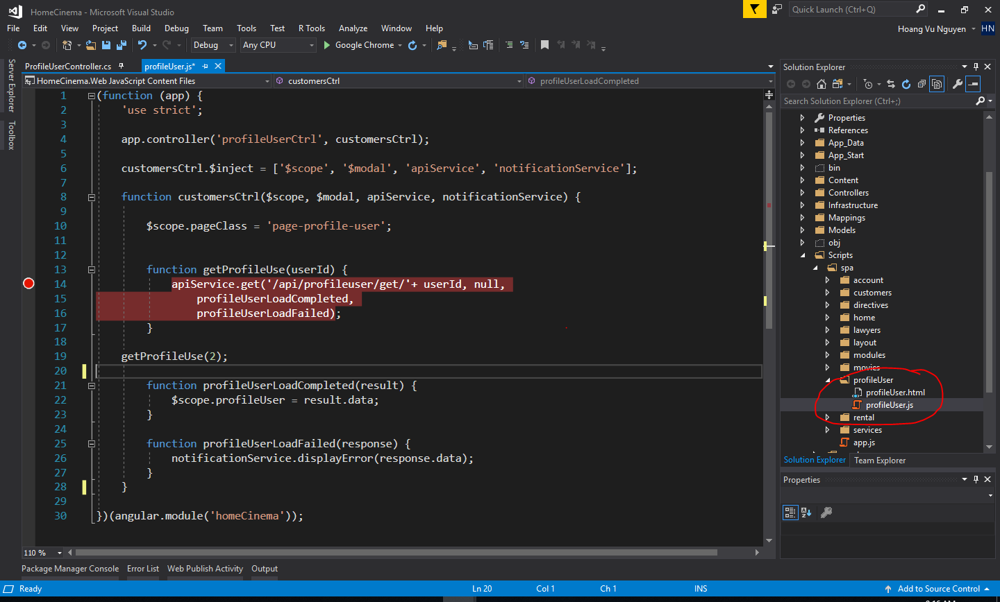 HomeCinema - Microsoft Visual Studio
Quick Launch (Ctrl+Q)
File Edit View Project Build Debug Team Tools Test R Tools Analyze Window Help
Hoang Vu Nguyen HN
Debug Any CPU Google Chrome
Server Explorer
Toolbox
ProfileUserController.cs profileUser.js*
HomeCinema.Web JavaScript Content Files customersCtrl profileUserLoadCompleted
1 (function (app) {
2 'use strict';
3
4 app.controller('profileUserCtrl', customersCtrl);
5
6 customersCtrl.$inject = ['$scope', '$modal', 'apiService', 'notificationService'];
7
8 function customersCtrl($scope, $modal, apiService, notificationService) {
9
10 $scope.pageClass = 'page-profile-user';
11
12
13 function getProfileUse(userId) {
14 apiService.get('/api/profileuser/get/'+ userId, null,
15 profileUserLoadCompleted,
16 profileUserLoadFailed);
17 }
18
19 getProfileUse(2);
20
21 function profileUserLoadCompleted(result) {
22 $scope.profileUser = result.data;
23 }
24
25 function profileUserLoadFailed(response) {
26 notificationService.displayError(response.data);
27 }
28 }
29
30 })(angular.module('homeCinema'));
110 %
Solution Explorer
Search Solution Explorer (Ctrl+;)
Properties
References
App_Data
App_Start
bin
Content
Controllers
Infrastructure
Mappings
Models
obj
Scripts
spa
account
customers
directives
home
lawyers
layout
modules
movies
profileUser
profileUser.html
profileUser.js
rental
services
app.js
Solution Explorer Team Explorer
Properties
Package Manager Console Error List Web Publish Activity Output
Ready Ln 20 Col 1 Ch 1 INS Add to Source Control